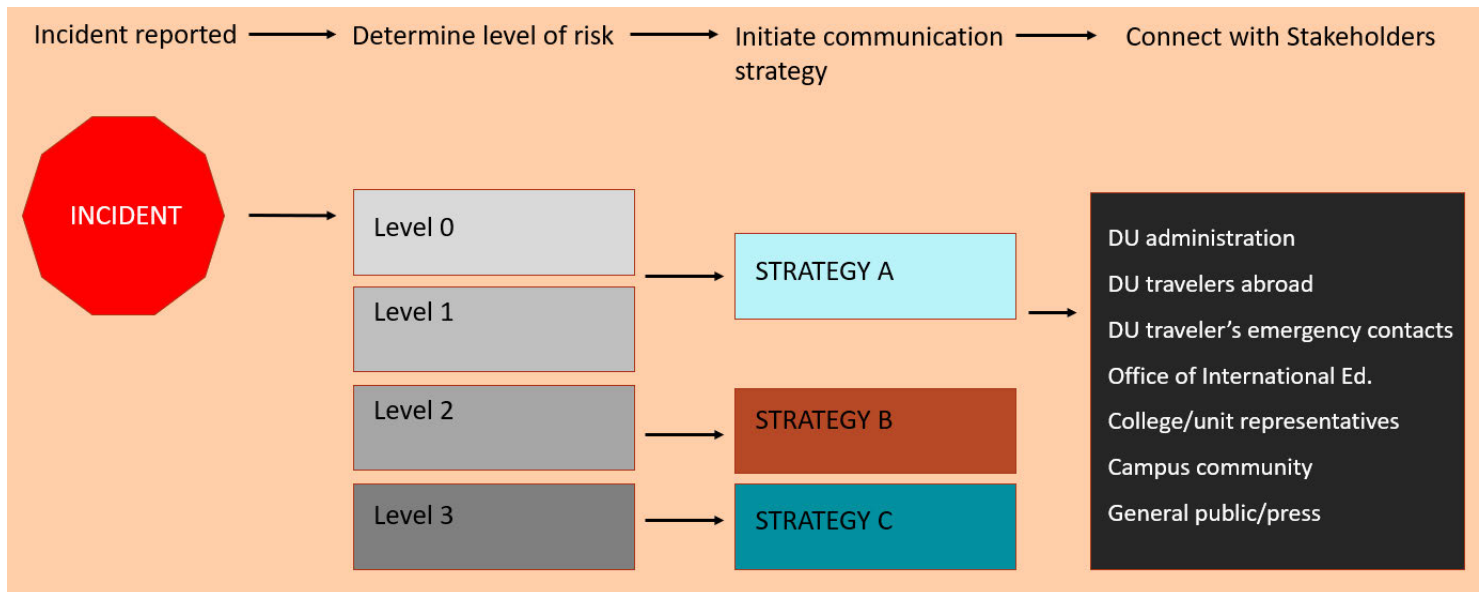 Incident reported
Determine level of risk
Initiate communication
strategy
Connect with Stakeholders
INCIDENT
Level 0
Level 1
Level 2
Level 3
STRATEGY A
STRATEGY B
STRATEGY C
DU administration
DU travelers abroad
DU traveler’s emergency contacts
Office of International Ed.
College/unit representatives
Campus community
General public/press